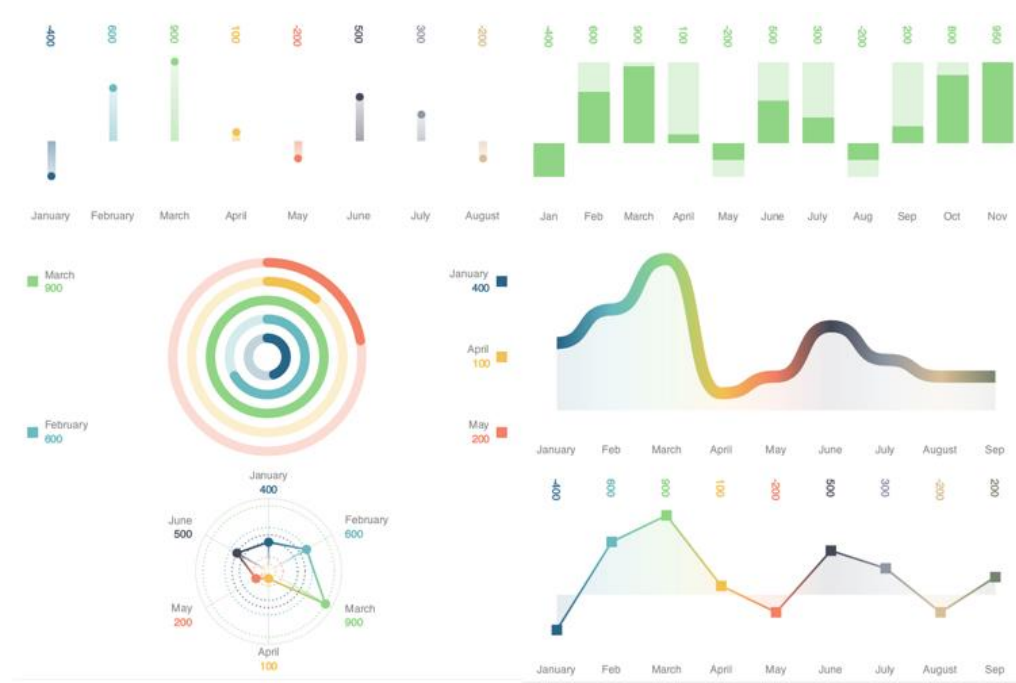 -400 600 900 100 -200 500 300 -200
January February March April May June July August
-400 600 900 100 -200 500 300 -200 200 800 950
Jan Feb March April May June July Aug Sep Oct Nov
March
900
February
600
January
400
April
100
May
200
January Feb March April May June July August Sep
January
400
February
600
March
900
April
100
May
200
June
500
-400 600 900 100 -200 500 300 -200 200
January Feb March April May June July August Sep